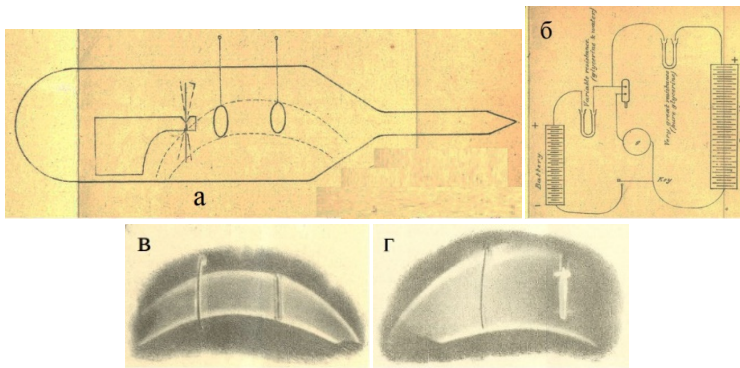 а
б
Variable resistance
(glycerine & water)
Very great resistance
(pure glycerine)
+
+
Battery
-
-
Key
в
г